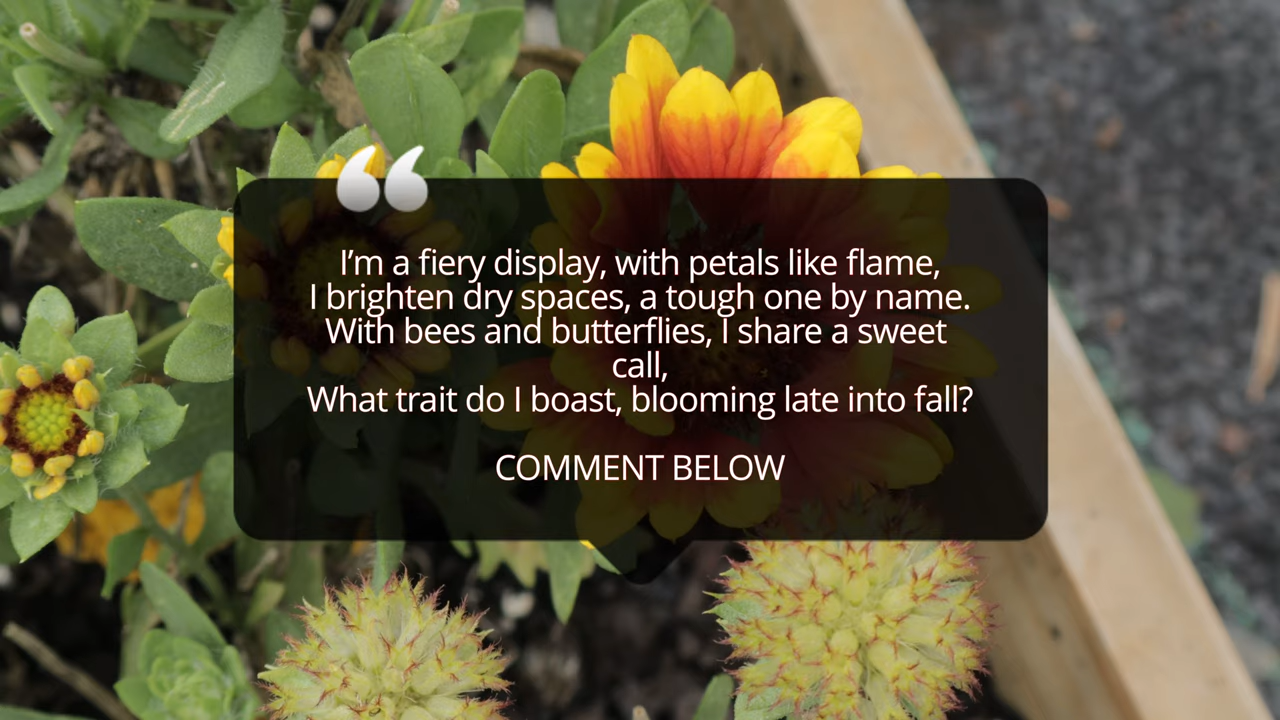 I’m a fiery display, with petals like flame,
I brighten dry spaces, a tough one by name.
With bees and butterflies, I share a sweet
call,
What trait do I boast, blooming late into fall?
COMMENT BELOW